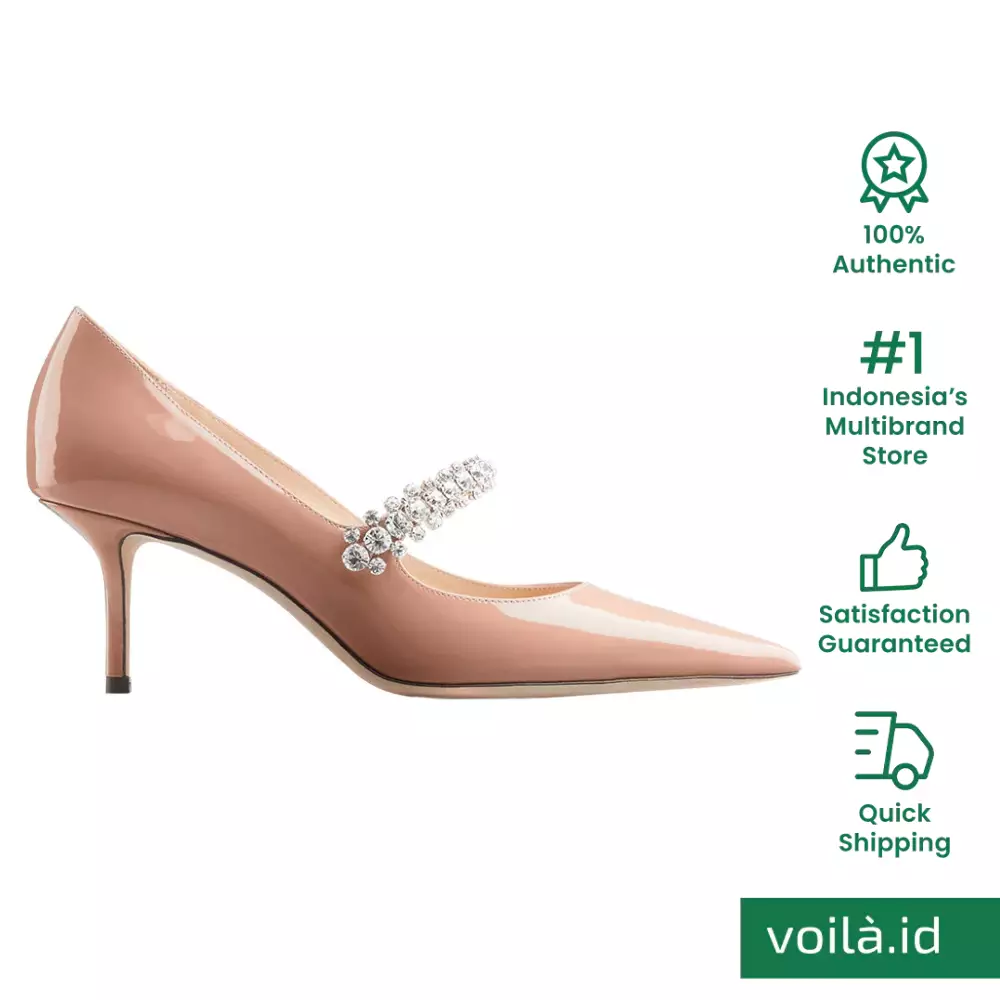 100%
Authentic
#1
Indonesia's
Multibrand
Store
Satisfaction
Guaranteed
Quick
Shipping
voilà.id